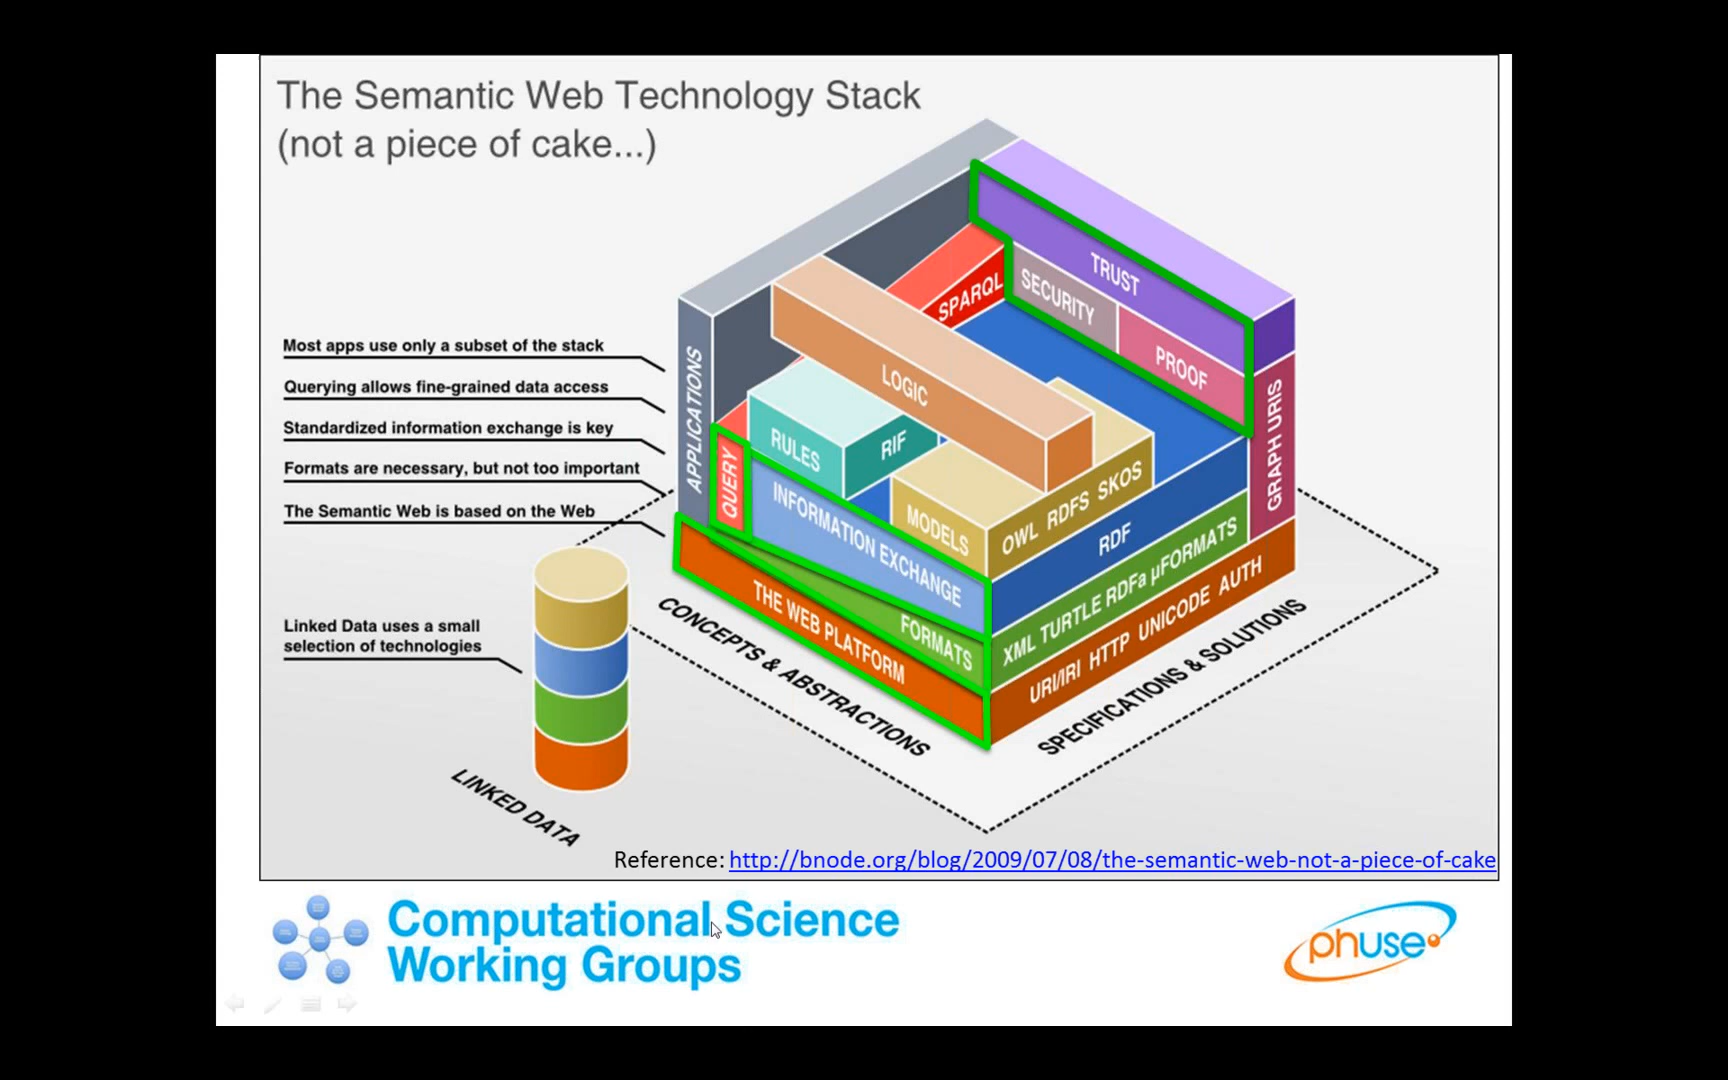 The Semantic Web Technology Stack
(not a piece of cake...)
Most apps use only a subset of the stack
Querying allows fine-grained data access
Standardized information exchange is key
Formats are necessary, but not too important
The Semantic Web is based on the Web
Linked Data uses a small
selection of technologies
LINKED DATA
APPLICATIONS
QUERY
SPARQL
TRUST
SECURITY
PROOF
LOGIC
RULES
RIF
INFORMATION EXCHANGE
MODELS
OWL RDFS SKOS
RDF
GRAPH URIS
FORMATS
XML TURTLE RDFa µFORMATS
THE WEB PLATFORM
URI/IRI HTTP UNICODE AUTH
CONCEPTS & ABSTRACTIONS
SPECIFICATIONS & SOLUTIONS
Reference: http://bnode.org/blog/2009/07/08/the-semantic-web-not-a-piece-of-cake
Computational Science
Working Groups
phuse